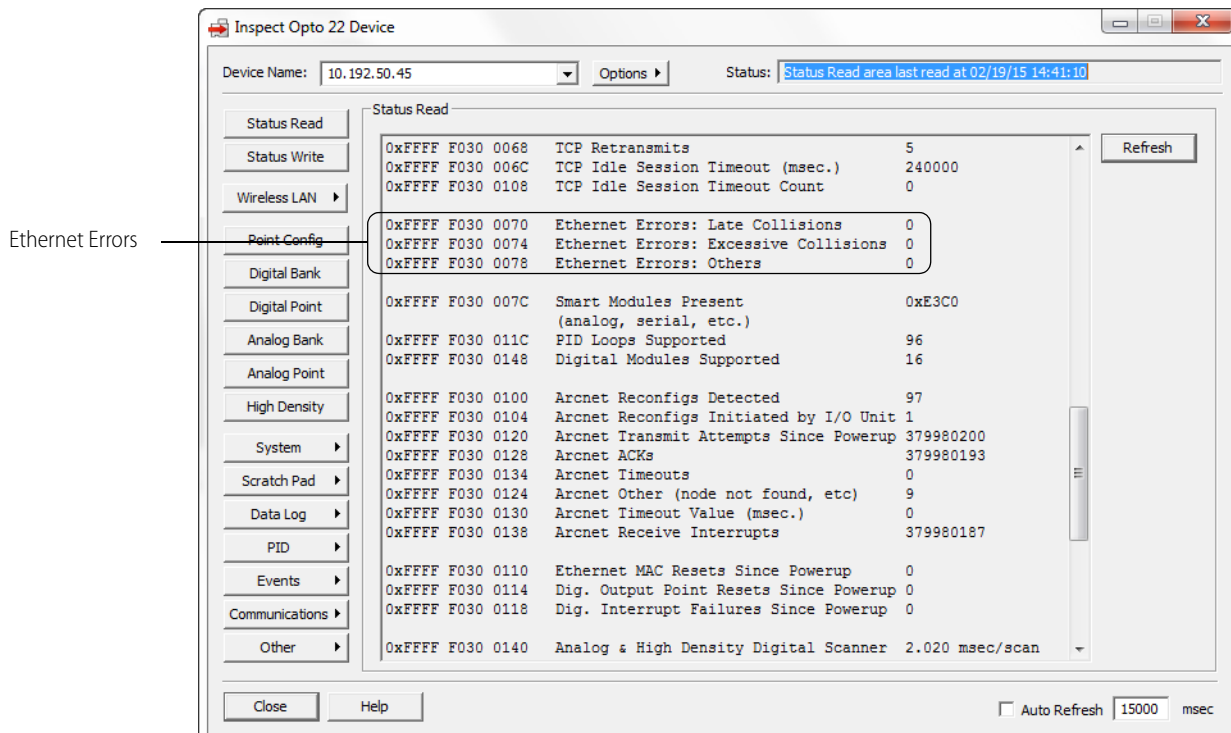 Inspect Opto 22 Device
Device Name: 10.192.50.45 Options Status: Status Read area last read at 02/19/15 14:41:10
Status Read
Status Write
Wireless LAN
Point Config
Digital Bank
Digital Point
Analog Bank
Analog Point
High Density
System
Scratch Pad
Data Log
PID
Events
Communications
Other
Ethernet Errors
Status Read
0xFFFF F030 0068 TCP Retransmits 5
0xFFFF F030 006C TCP Idle Session Timeout (msec.) 240000
0xFFFF F030 0108 TCP Idle Session Timeout Count 0
0xFFFF F030 0070 Ethernet Errors: Late Collisions 0
0xFFFF F030 0074 Ethernet Errors: Excessive Collisions 0
0xFFFF F030 0078 Ethernet Errors: Others 0
0xFFFF F030 007C Smart Modules Present 0xE3C0
(analog, serial, etc.)
0xFFFF F030 011C PID Loops Supported 96
0xFFFF F030 0148 Digital Modules Supported 16
0xFFFF F030 0100 Arcnet Reconfigs Detected 97
0xFFFF F030 0104 Arcnet Reconfigs Initiated by I/O Unit 1
0xFFFF F030 0120 Arcnet Transmit Attempts Since Powerup 379980200
0xFFFF F030 0128 Arcnet ACKs 379980193
0xFFFF F030 0134 Arcnet Timeouts 0
0xFFFF F030 0124 Arcnet Other (node not found, etc) 9
0xFFFF F030 0130 Arcnet Timeout Value (msec.) 0
0xFFFF F030 0138 Arcnet Receive Interrupts 379980187
0xFFFF F030 0110 Ethernet MAC Resets Since Powerup 0
0xFFFF F030 0114 Dig. Output Point Resets Since Powerup 0
0xFFFF F030 0118 Dig. Interrupt Failures Since Powerup 0
0xFFFF F030 0140 Analog & High Density Digital Scanner 2.020 msec/scan
Refresh
Close Help Auto Refresh 15000 msec